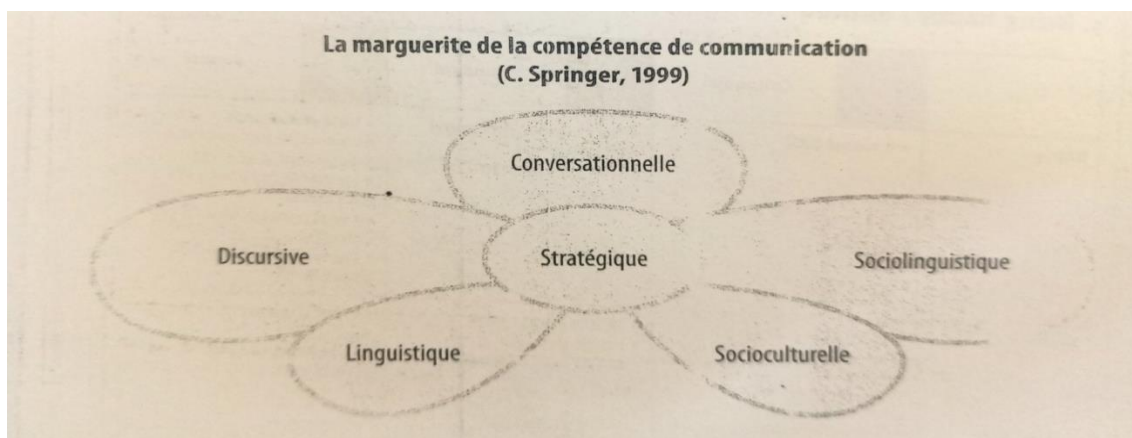 La marguerite de la compétence de communication
(C. Springer, 1999)
Conversationnelle
Discursive
Stratégique
Sociolinguistique
Linguistique
Socioculturelle